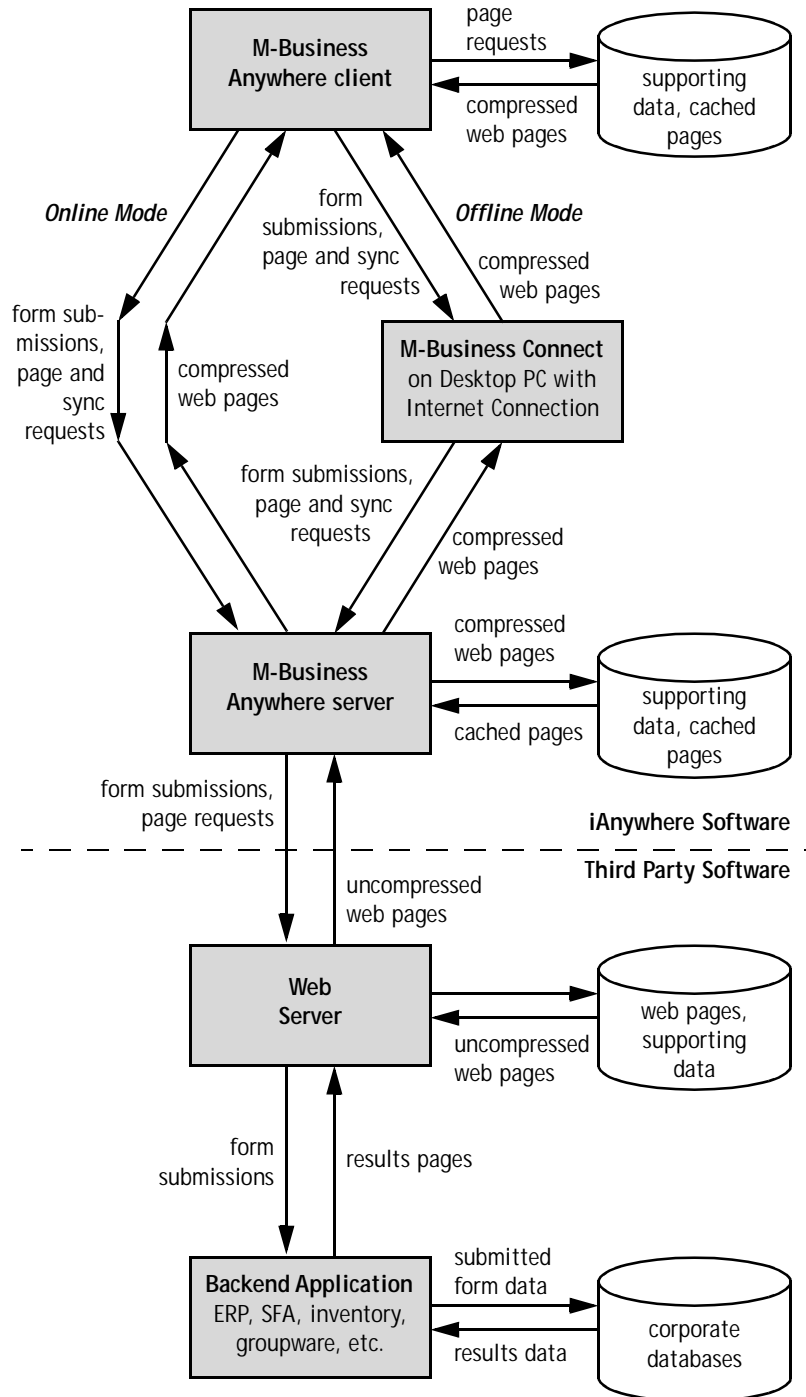 M-Business
Anywhere client
page
requests
compressed
web pages
supporting
data, cached
pages
Online Mode
form
submissions,
page and sync
requests
Offline Mode
compressed
web pages
form sub-
missions,
page and
sync
requests
compressed
web pages
M-Business Connect
on Desktop PC with
Internet Connection
form submissions,
page and sync
requests
compressed
web pages
M-Business
Anywhere server
compressed
web pages
cached pages
supporting
data, cached
pages
form submissions,
page requests
iAnywhere Software
Third Party Software
uncompressed
web pages
Web
Server
uncompressed
web pages
web pages,
supporting
data
form
submissions
results pages
Backend Application
ERP, SFA, inventory,
groupware, etc.
submitted
form data
results data
corporate
databases